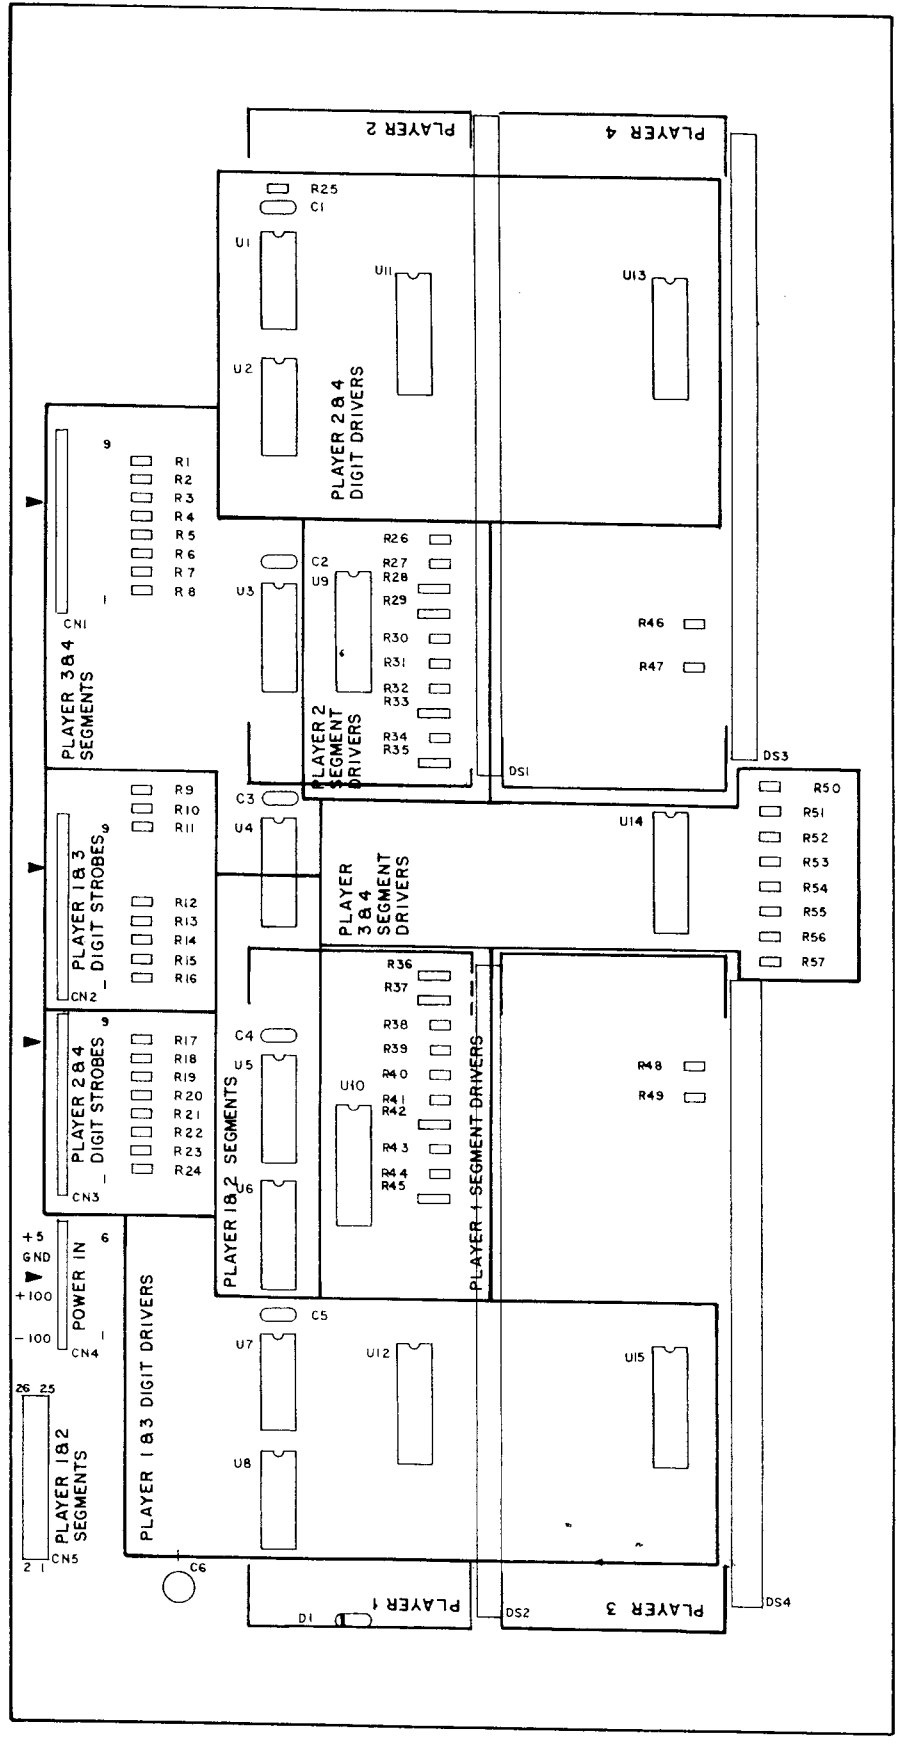 PLAYER 2
PLAYER 4
R25
C1
U1
U11
U13
U2
PLAYER 2&4
DIGIT DRIVERS
9
R1
R2
R3
R4
R5
R6
R7
R8
1
CN1
PLAYER 3&4
SEGMENTS
C2
U3
U9
R26
R27
R28
R29
R30
R31
R32
R33
R34
R35
PLAYER 2
SEGMENT
DRIVERS
R46
R47
DS1
DS3
R9
R10
R11
9
R12
R13
R14
R15
R16
1
CN2
PLAYER 1&3
DIGIT STROBES
C3
U4
PLAYER
3&4
SEGMENT
DRIVERS
U14
R50
R51
R52
R53
R54
R55
R56
R57
9
R17
R18
R19
R20
R21
R22
R23
R24
1
CN3
PLAYER 2&4
DIGIT STROBES
C4
U5
U6
PLAYER 1&2 SEGMENTS
U10
R36
R37
R38
R39
R40
R41
R42
R43
R44
R45
PLAYER 1 SEGMENT DRIVERS
R48
R49
+5
GND
+100
-100
6
1
POWER IN
CN4
PLAYER 1&3 DIGIT DRIVERS
C5
U7
U12
U15
U8
26 25
PLAYER 1&2
SEGMENTS
2 1
CN5
C6
D1
PLAYER 1
DS2
PLAYER 3
DS4